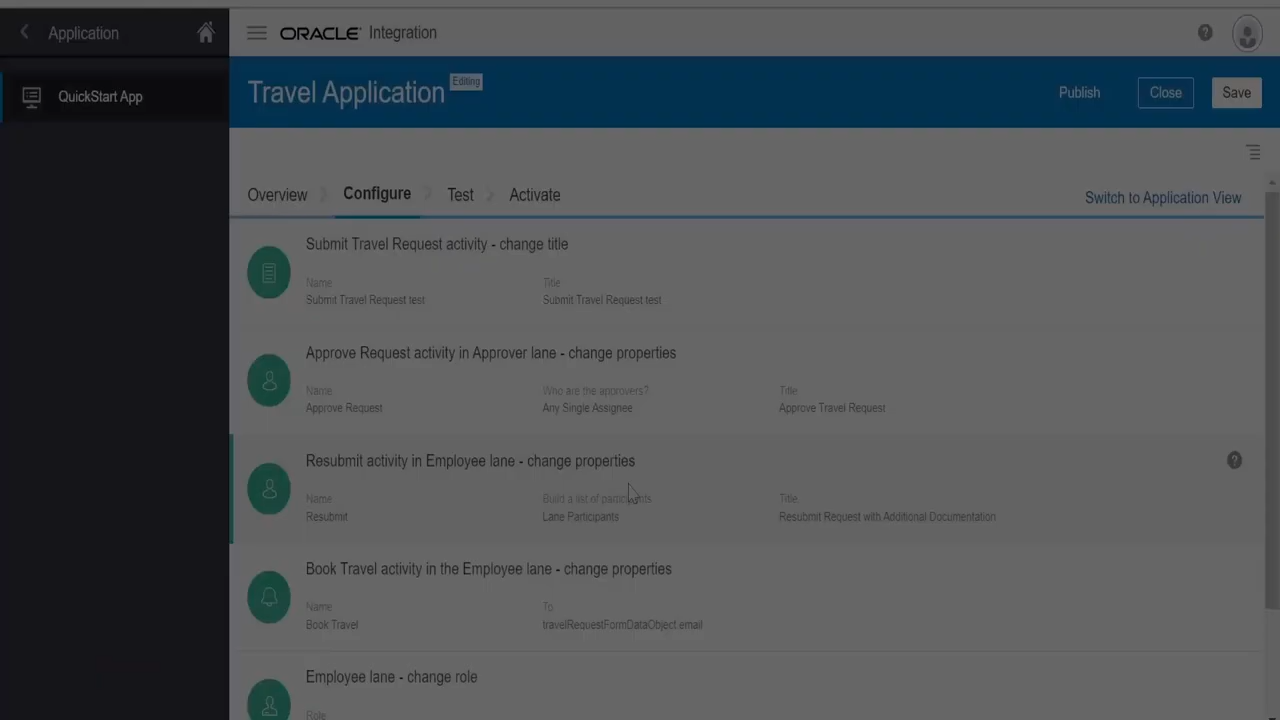 Application
ORACLE Integration
?
QuickStart App
Travel Application Editing
Publish
Close
Save
Overview
Configure
Test
Activate
Switch to Application View
Submit Travel Request activity - change title
Name
Title
Submit Travel Request test
Submit Travel Request test
Approve Request activity in Approver lane - change properties
Name
Who are the approvers?
Title
Approve Request
Any Single Assignee
Approve Travel Request
Resubmit activity in Employee lane - change properties
?
Name
Build a list of participants
Title
Resubmit
Lane Participants
Resubmit Request with Additional Documentation
Book Travel activity in the Employee lane - change properties
Name
To
Book Travel
travelRequestFormDataObject.email
Employee lane - change role
Role